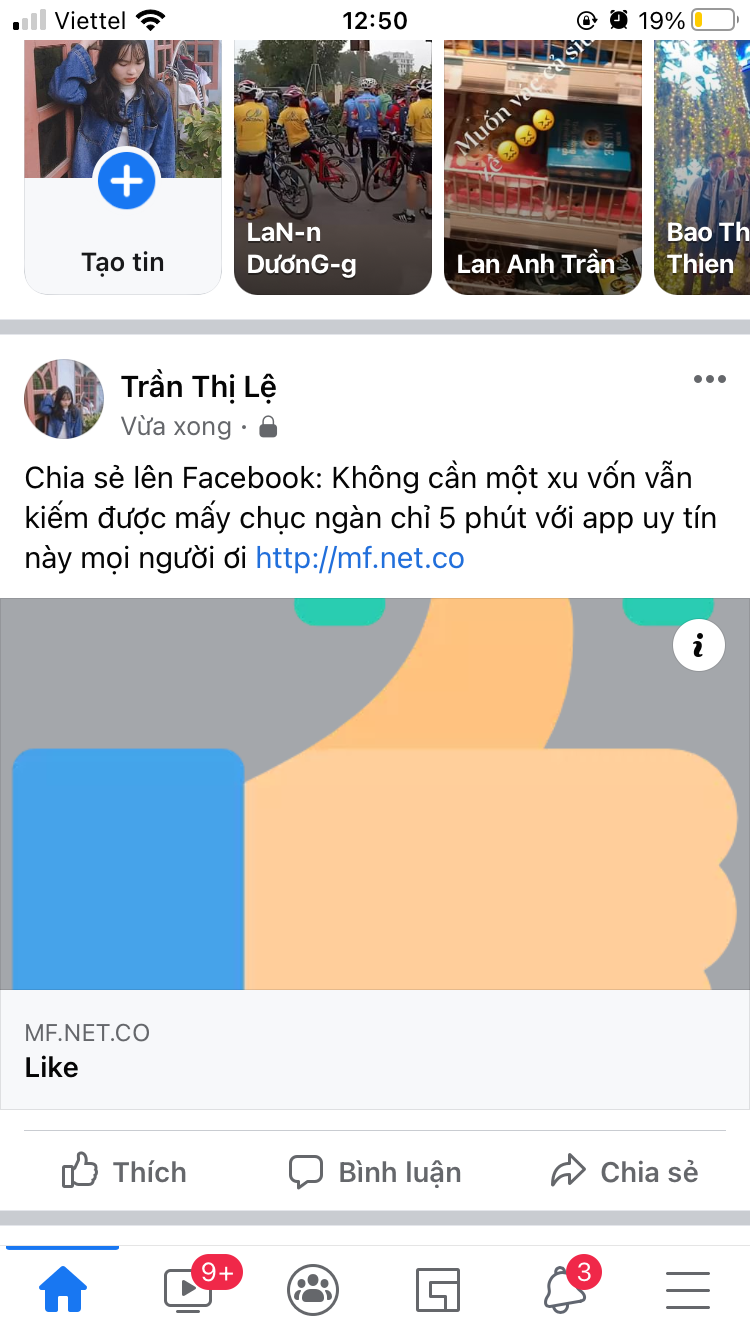 Viettel 12:50 19%
Muốn vác cả siêu
Tạo tin
LaN-n
DươnG-g
Lan Anh Trần
Bao Th
Thien
Trần Thị Lệ
Vừa xong ·
Chia sẻ lên Facebook: Không cần một xu vốn vẫn
kiếm được mấy chục ngàn chỉ 5 phút với app uy tín
này mọi người ơi http://mf.net.co
MF.NET.CO
Like
Thích Bình luận Chia sẻ
9+ 3